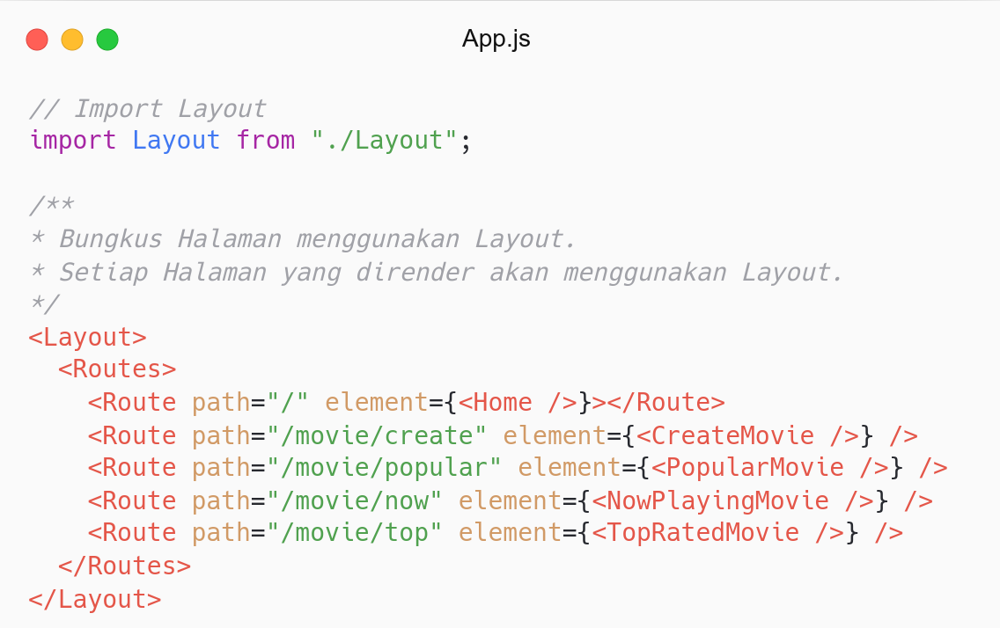 App.js
// Import Layout
import Layout from "./Layout";
/**
* Bungkus Halaman menggunakan Layout.
* Setiap Halaman yang dirender akan menggunakan Layout.
*/
<Layout>
  <Routes>
    <Route path="/" element={<Home />}></Route>
    <Route path="/movie/create" element={<CreateMovie />} />
    <Route path="/movie/popular" element={<PopularMovie />} />
    <Route path="/movie/now" element={<NowPlayingMovie />} />
    <Route path="/movie/top" element={<TopRatedMovie />} />
  </Routes>
</Layout>